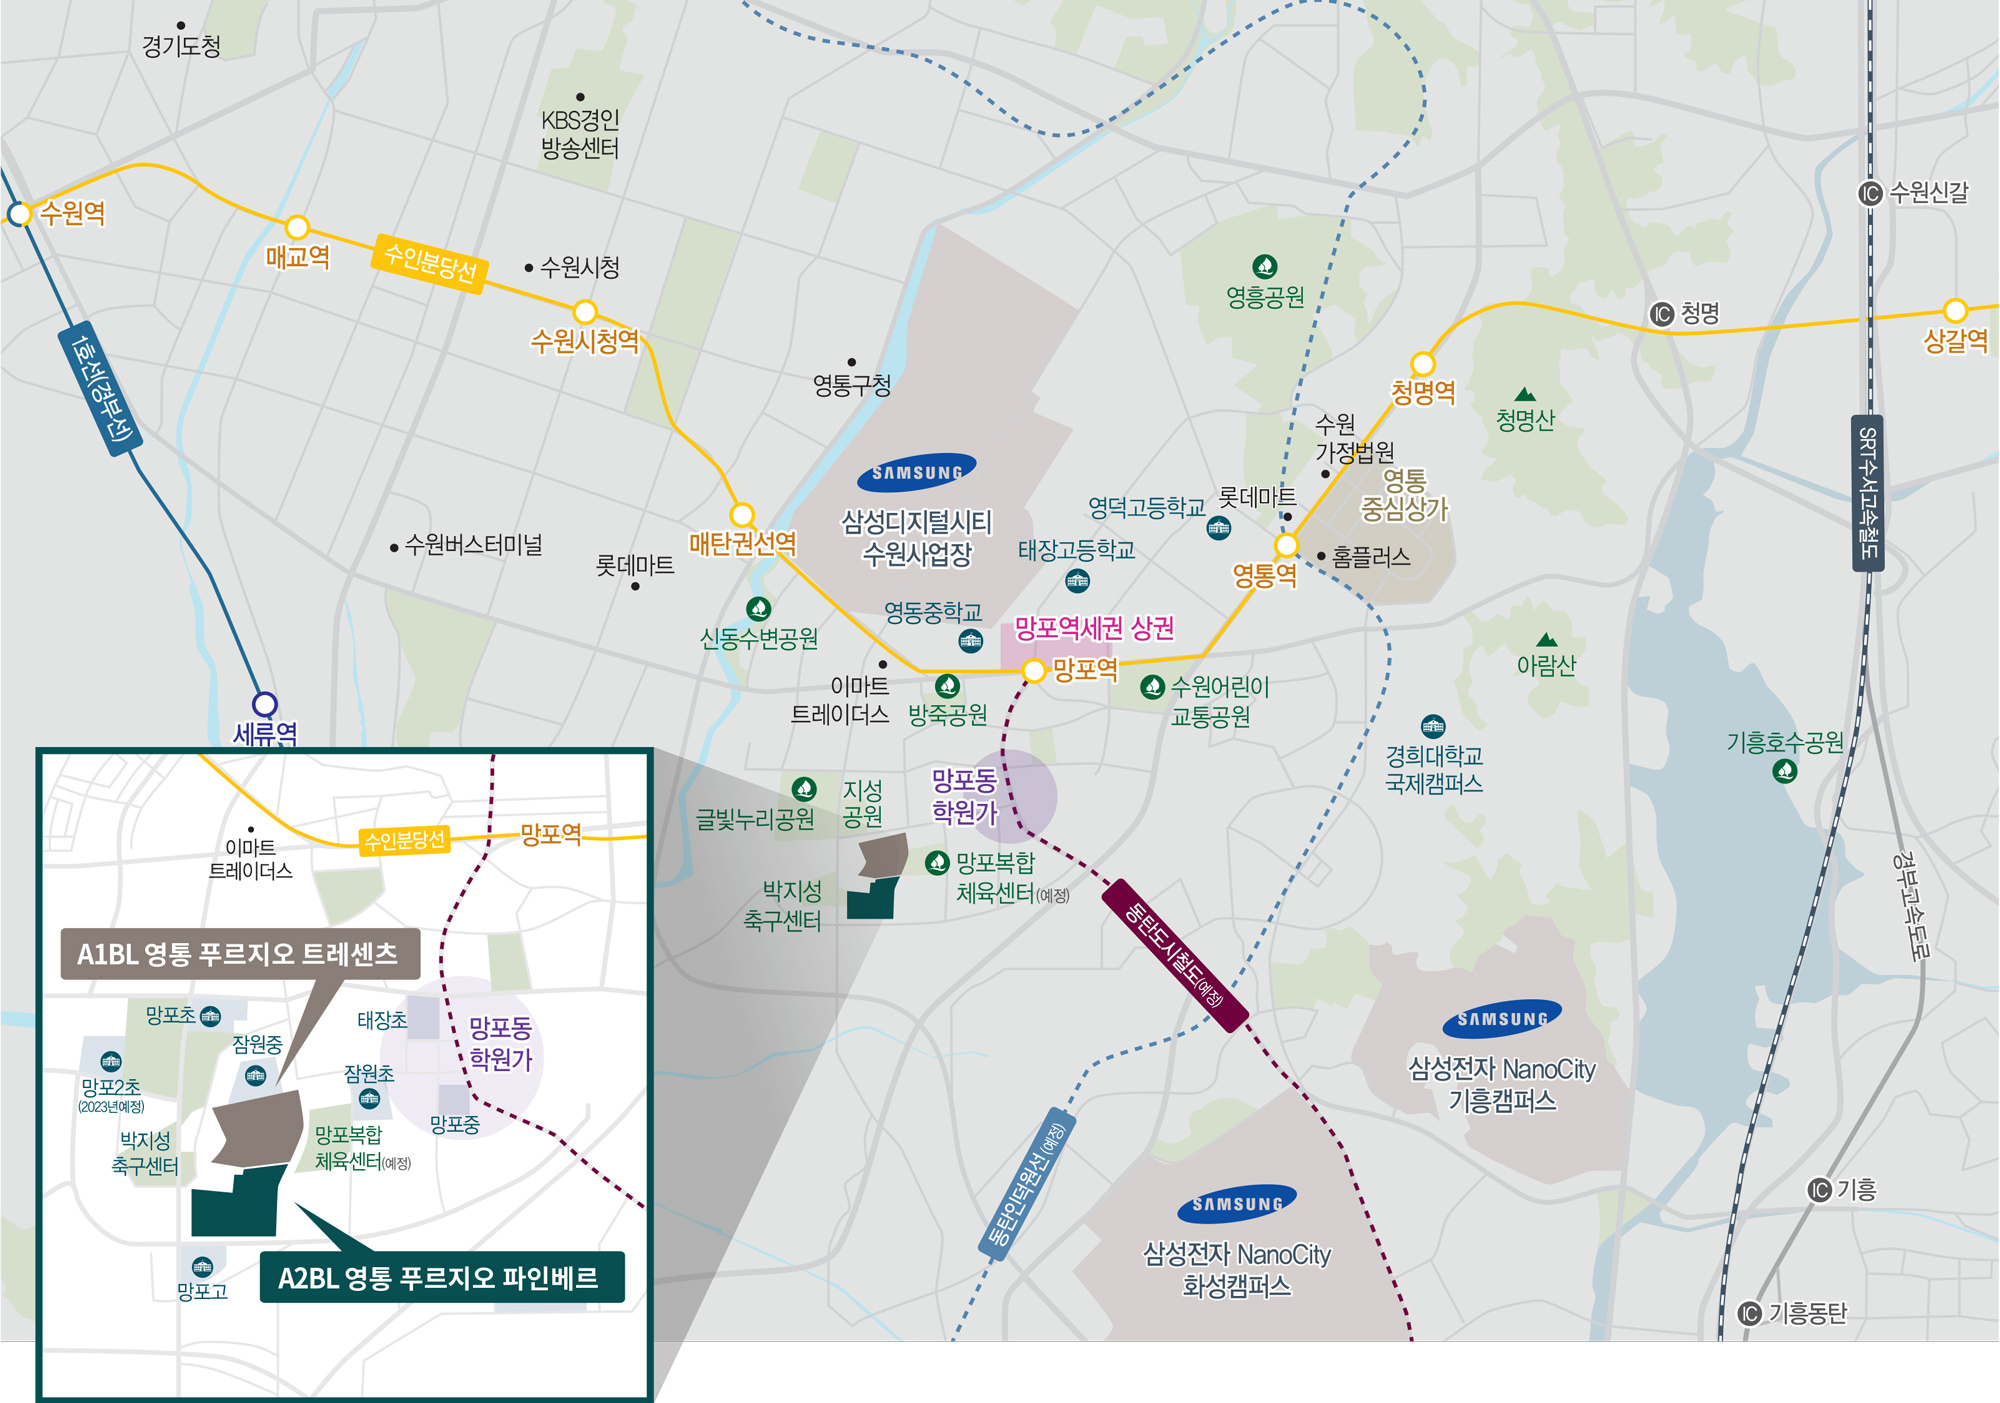 경기도청
KBS경인
방송센터
수원역
매교역
수인분당선
수원시청
수원시청역
1호선(경부선)
영통구청
영흥공원
IC 수원신갈
IC 청명
상갈역
청명역
청명산
수원
가정법원
영통
중심상가
SRT수서고속철도
SAMSUNG
삼성디지털시티
수원사업장
영덕고등학교
롯데마트
태장고등학교
영통역
홈플러스
매탄권선역
수원버스터미널
롯데마트
신동수변공원
영동중학교
망포역세권 상권
망포역
이마트
트레이더스
방죽공원
수원어린이
교통공원
아람산
세류역
경희대학교
국제캠퍼스
기흥호수공원
글빛누리공원
지성
공원
망포동
학원가
망포복합
체육센터(예정)
박지성
축구센터
동탄도시철도(예정)
경부고속도로
SAMSUNG
삼성전자 NanoCity
기흥캠퍼스
동탄인덕원선(예정)
SAMSUNG
삼성전자 NanoCity
화성캠퍼스
IC 기흥
IC 기흥동탄
이마트
트레이더스
수인분당선
망포역
A1BL 영통 푸르지오 트레센츠
망포초
잠원중
태장초
망포동
학원가
망포2초
(2023년예정)
잠원초
망포중
박지성
축구센터
망포복합
체육센터(예정)
A2BL 영통 푸르지오 파인베르
망포고